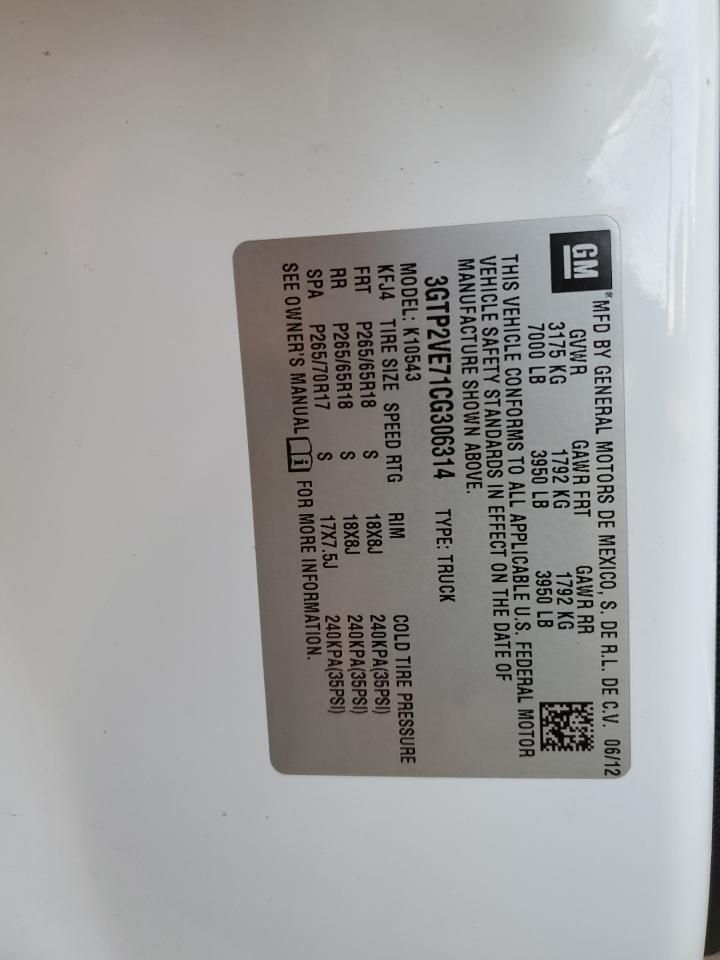 GM
® MFD BY GENERAL MOTORS DE MEXICO, S. DE R.L. DE C.V. 06/12
GVWR GAWR FRT GAWR RR
3175 KG 1792 KG 1792 KG
7000 LB 3950 LB 3950 LB
THIS VEHICLE CONFORMS TO ALL APPLICABLE U.S. FEDERAL MOTOR
VEHICLE SAFETY STANDARDS IN EFFECT ON THE DATE OF
MANUFACTURE SHOWN ABOVE.
3GTP2VE71CG306314 TYPE: TRUCK
MODEL: K10543
KFJ4 TIRE SIZE SPEED RTG RIM COLD TIRE PRESSURE
FRT P265/65R18 S 18X8J 240KPA(35PSI)
RR P265/65R18 S 18X8J 240KPA(35PSI)
SPA P265/70R17 S 17X7.5J 240KPA(35PSI)
SEE OWNER'S MANUAL FOR MORE INFORMATION.